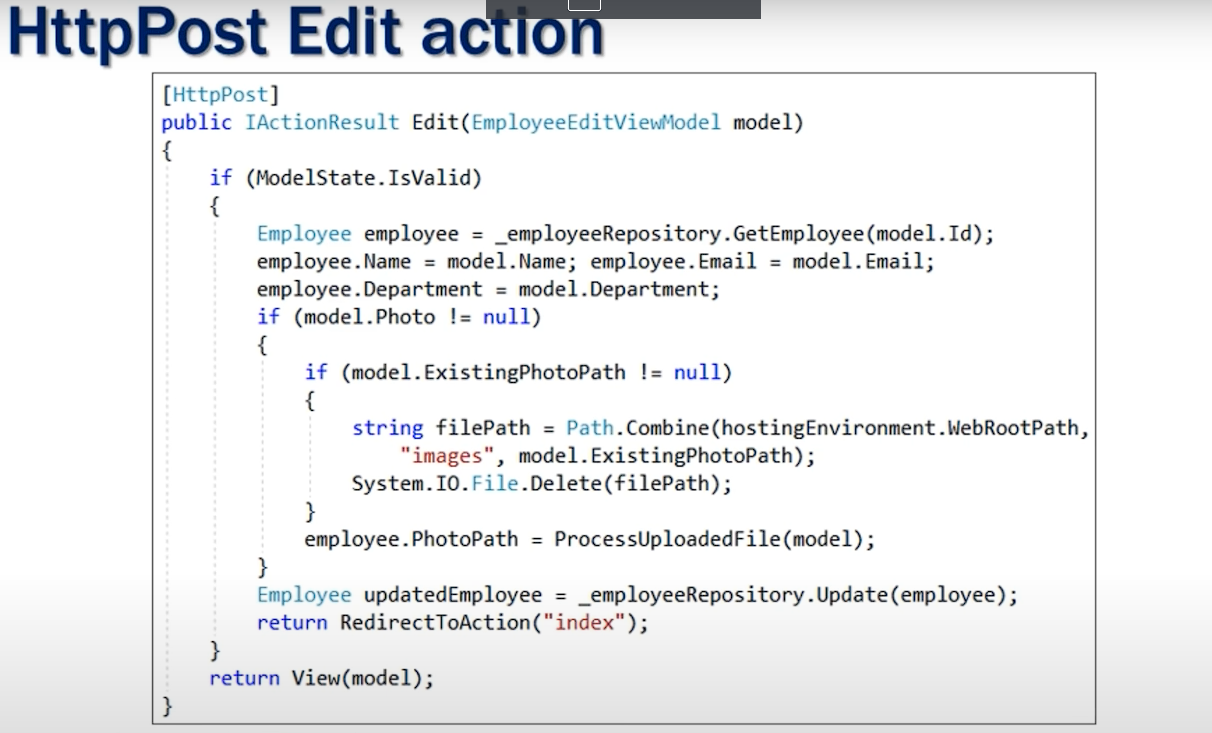 HttpPost Edit action
[HttpPost]
public IActionResult Edit(EmployeeEditViewModel model)
{
if (ModelState.IsValid)
{
Employee employee = _employeeRepository.GetEmployee(model.Id);
employee.Name = model.Name; employee.Email = model.Email;
employee.Department = model.Department;
if (model.Photo != null)
{
if (model.ExistingPhotoPath != null)
{
string filePath = Path.Combine(hostingEnvironment.WebRootPath,
"images", model.ExistingPhotoPath);
System.IO.File.Delete(filePath);
}
employee.PhotoPath = ProcessUploadedFile(model);
}
Employee updatedEmployee = _employeeRepository.Update(employee);
return RedirectToAction("index");
}
return View(model);
}